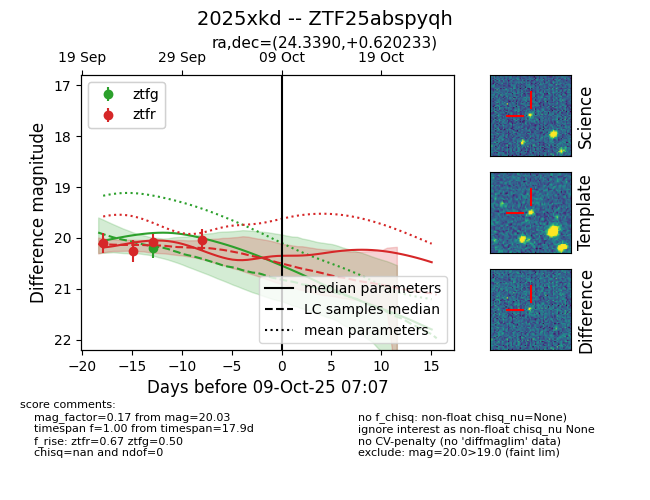 2025xkd -- ZTF25abspyqh
ra,dec=(24.3390,+0.620233)
19 Sep 29 Sep 09 Oct 19 Oct
17
18
19
20
21
22
Difference magnitude
ztfg
ztfr
median parameters
LC samples median
mean parameters
−20 −15 −10 −5 0 5 10 15
Days before 09-Oct-25 07:07
Science
Template
Difference
score comments:
mag_factor=0.17 from mag=20.03
timespan f=1.00 from timespan=17.9d
f_rise: ztfr=0.67 ztfg=0.50
chisq=nan and ndof=0
no f_chisq: non-float chisq_nu=None)
ignore interest as non-float chisq_nu None
no CV-penalty (no 'diffmaglim' data)
exclude: mag=20.0>19.0 (faint lim)